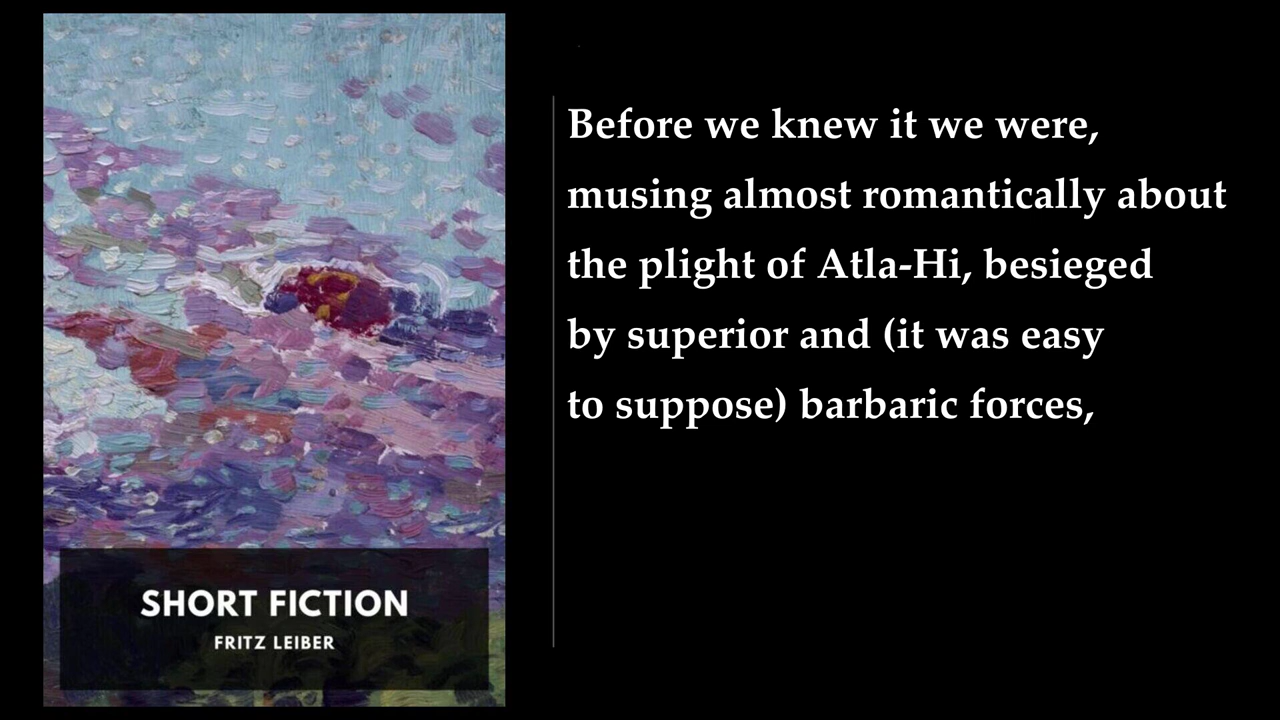 Before we knew it we were,
musing almost romantically about
the plight of Atla-Hi, besieged
by superior and (it was easy
to suppose) barbaric forces,
SHORT FICTION
FRITZ LEIBER